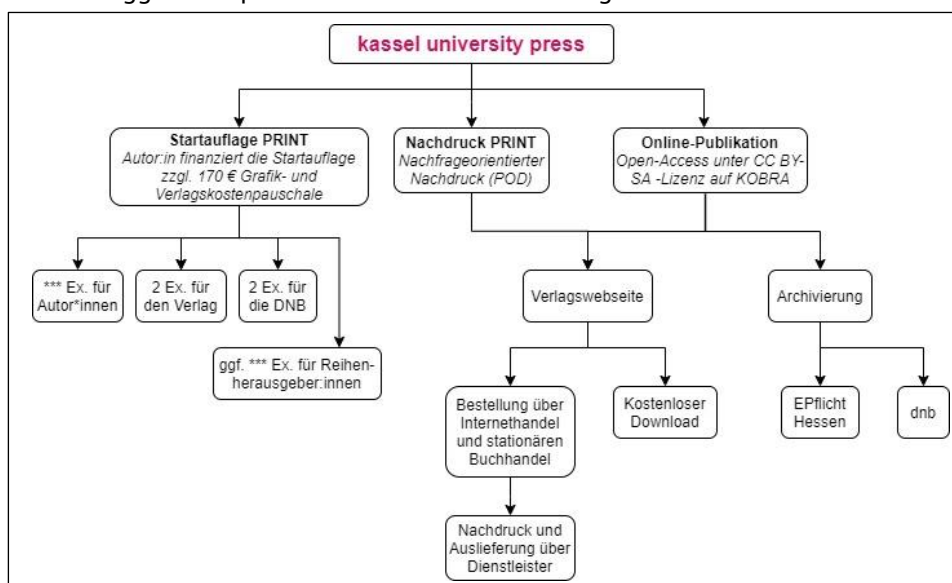 kassel university press
Startauflage PRINT
Autor:in finanziert die Startauflage
zzgl. 170 € Grafik- und
Verlagskostenpauschale
Nachdruck PRINT
Nachfrageorientierter
Nachdruck (POD)
Online-Publikation
Open-Access unter CC BY-
SA -Lizenz auf KOBRA
*** Ex. für
Autor*innen
2 Ex. für
den Verlag
2 Ex. für
die DNB
ggf. *** Ex. für Reihen-
herausgeber:innen
Verlagswebseite
Archivierung
Bestellung über
Internethandel
und stationären
Buchhandel
Kostenloser
Download
EPflicht
Hessen
dnb
Nachdruck und
Auslieferung über
Dienstleister